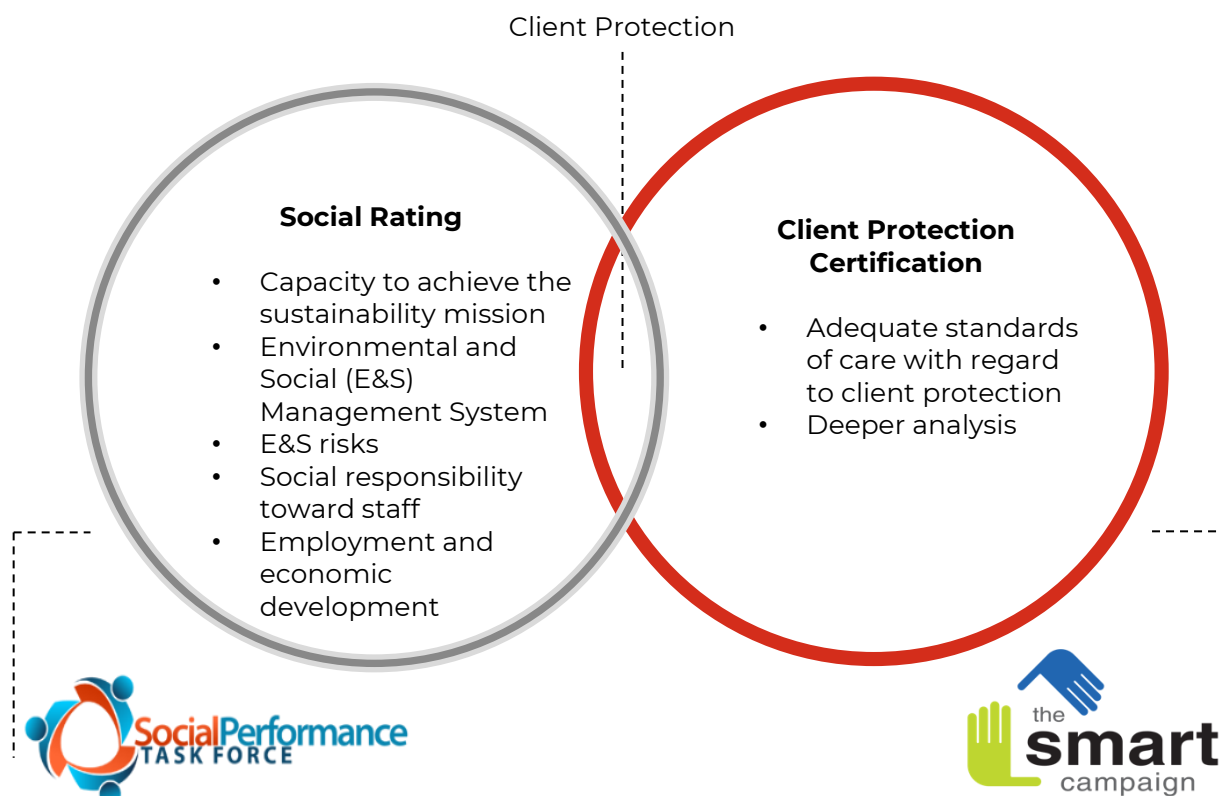 Client Protection
Social Rating
• Capacity to achieve the
sustainability mission
• Environmental and
Social (E&S)
Management System
• E&S risks
• Social responsibility
toward staff
• Employment and
economic
development
Client Protection
Certification
• Adequate standards
of care with regard
to client protection
• Deeper analysis
SocialPerformance
TASK FORCE
the
smart
campaign